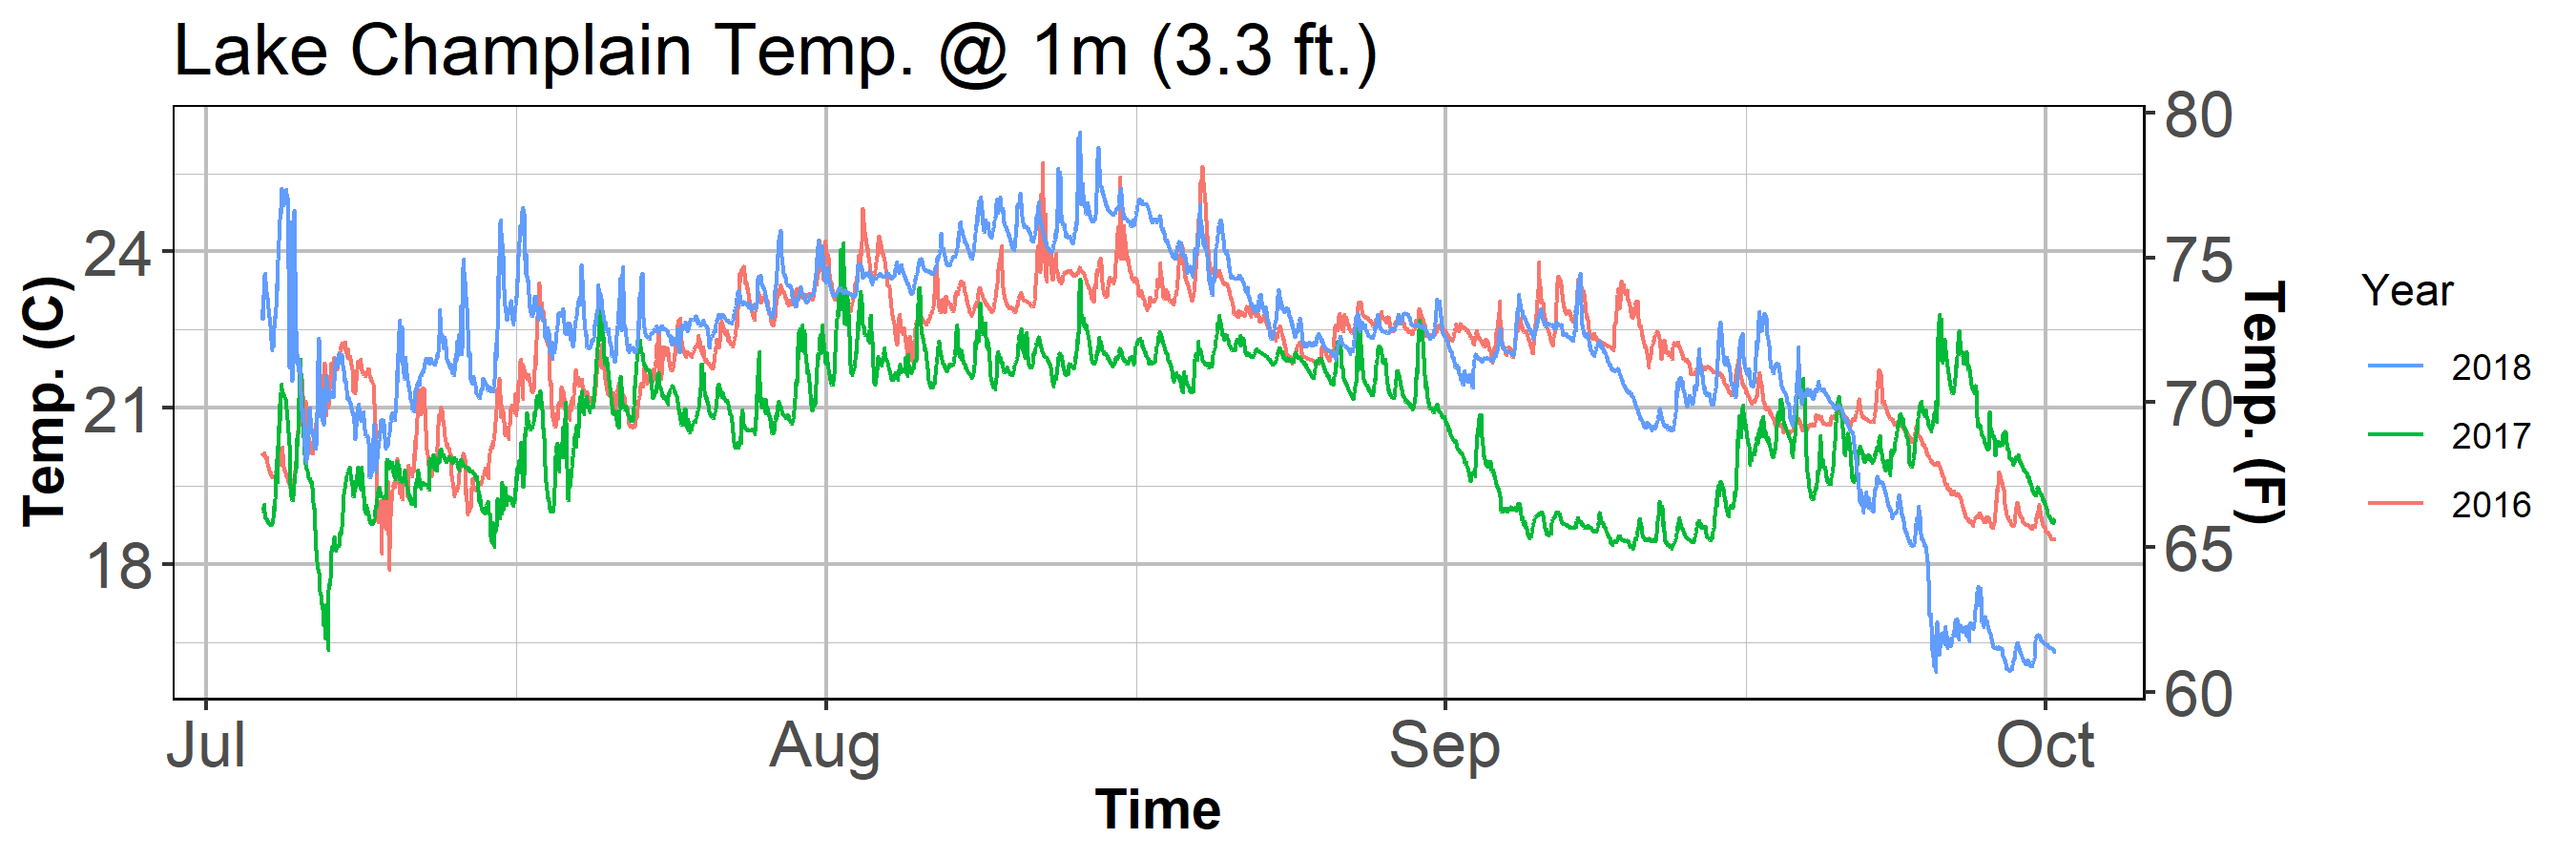 Lake Champlain Temp. @ 1m (3.3 ft.)
Temp. (C)
24
21
18
80
75
70
65
60
Temp. (F)
Jul
Aug
Sep
Oct
Time
Year
2018
2017
2016